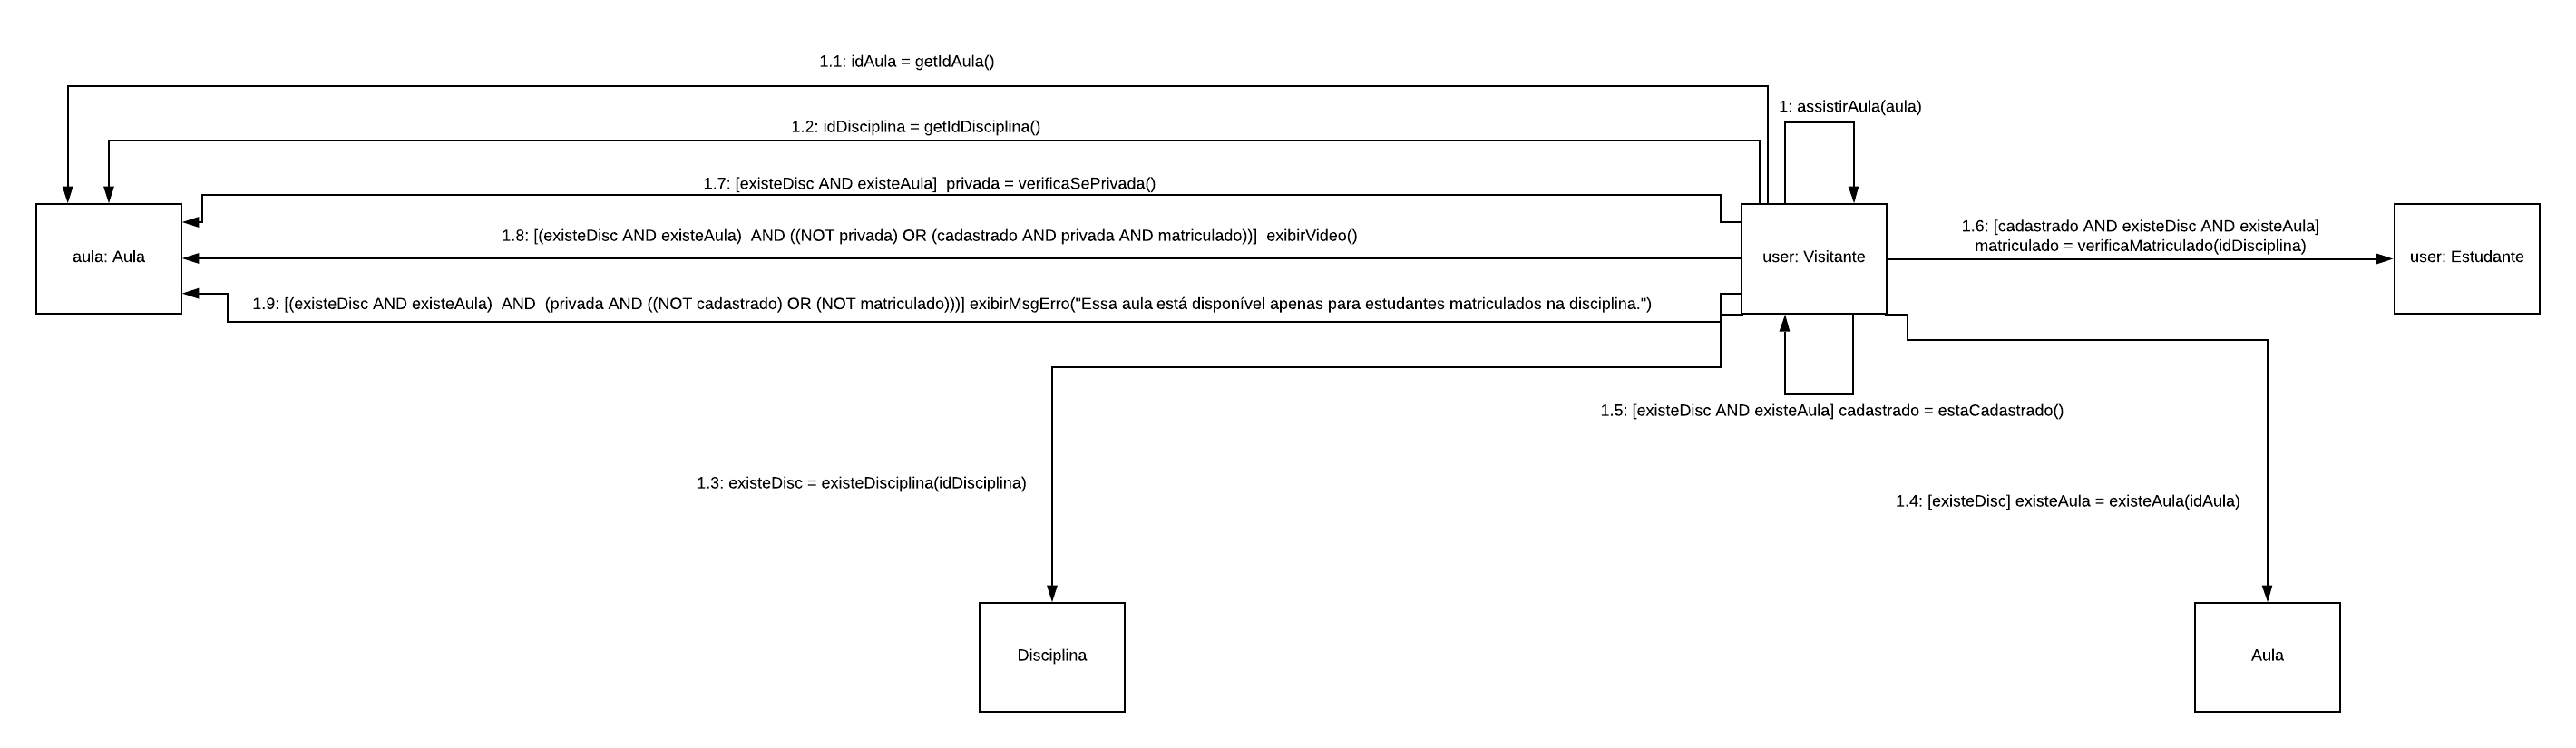 1.1: idAula = getIdAula()
1: assistirAula(aula)
1.2: idDisciplina = getIdDisciplina()
1.7: [existeDisc AND existeAula]  privada = verificaSePrivada()
1.8: [(existeDisc AND existeAula)  AND ((NOT privada) OR (cadastrado AND privada AND matriculado))]  exibirVideo()
1.6: [cadastrado AND existeDisc AND existeAula]
matriculado = verificaMatriculado(idDisciplina)
aula: Aula
user: Visitante
user: Estudante
1.9: [(existeDisc AND existeAula)  AND  (privada AND ((NOT cadastrado) OR (NOT matriculado)))] exibirMsgErro("Essa aula está disponível apenas para estudantes matriculados na disciplina.")
1.5: [existeDisc AND existeAula] cadastrado = estaCadastrado()
1.3: existeDisc = existeDisciplina(idDisciplina)
1.4: [existeDisc] existeAula = existeAula(idAula)
Disciplina
Aula